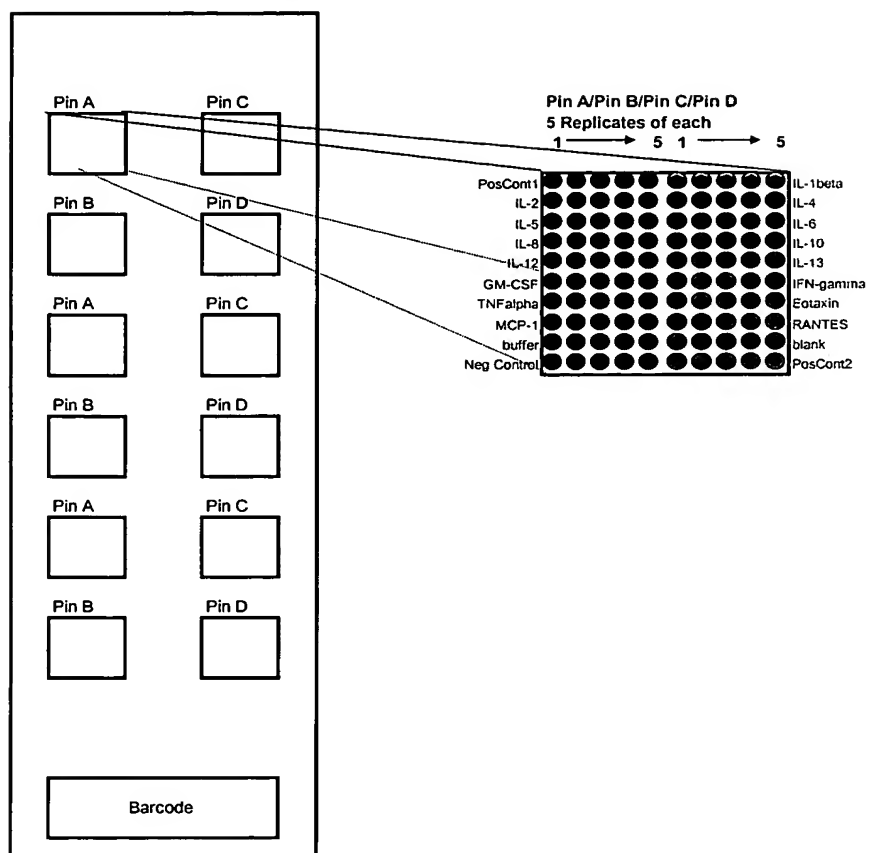 Pin A Pin C
Pin B Pin D
Pin A Pin C
Pin B Pin D
Pin A Pin C
Pin B Pin D
Barcode
Pin A/Pin B/Pin C/Pin D
5 Replicates of each
1 5 1 5
PosCont1 IL-1beta
IL-2 IL-4
IL-5 IL-6
IL-8 IL-10
IL-12 IL-13
GM-CSF IFN-gamma
TNFalpha Eotaxin
MCP-1 RANTES
buffer blank
Neg Control PosCont2